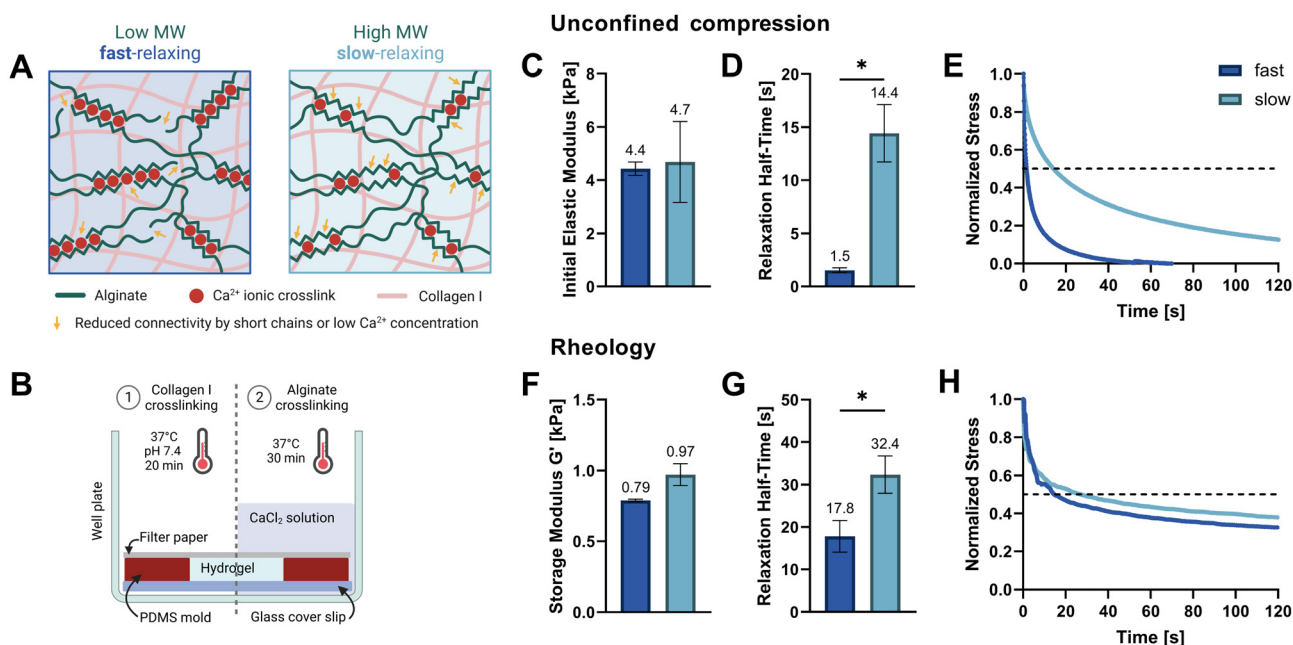 Unconfined compression
A
Low MW
fast-relaxing
High MW
slow-relaxing
Alginate
Ca²⁺ ionic crosslink
Collagen I
Reduced connectivity by short chains or low Ca²⁺ concentration
C
Initial Elastic Modulus [kPa]
8
6
4
2
0
4.4
4.7
D
Relaxation Half-Time [s]
20
15
10
5
0
*
1.5
14.4
E
Normalized Stress
1.0
0.8
0.6
0.4
0.2
0.0
0 20 40 60 80 100 120
Time [s]
fast
slow
B
1
Collagen I
crosslinking
37°C
pH 7.4
20 min
2
Alginate
crosslinking
37°C
30 min
Well plate
CaCl₂ solution
Filter paper
Hydrogel
PDMS mold
Glass cover slip
Rheology
F
Storage Modulus G' [kPa]
1.5
1.0
0.5
0.0
0.79
0.97
G
Relaxation Half-Time [s]
50
40
30
20
10
0
*
17.8
32.4
H
Normalized Stress
1.0
0.8
0.6
0.4
0.2
0.0
0 20 40 60 80 100 120
Time [s]